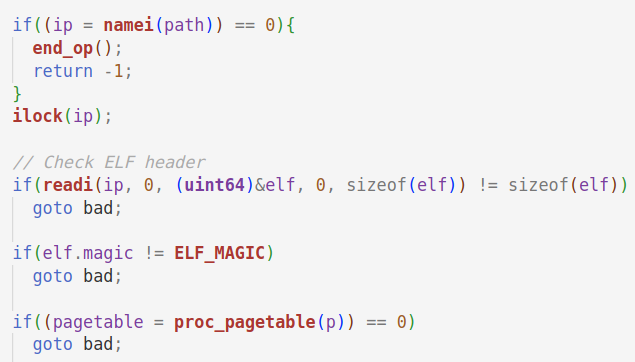 if((ip = namei(path)) == 0){
  end_op();
  return -1;
}
ilock(ip);

// Check ELF header
if(readi(ip, 0, (uint64)&elf, 0, sizeof(elf)) != sizeof(elf))
  goto bad;

if(elf.magic != ELF_MAGIC)
  goto bad;

if((pagetable = proc_pagetable(p)) == 0)
  goto bad;